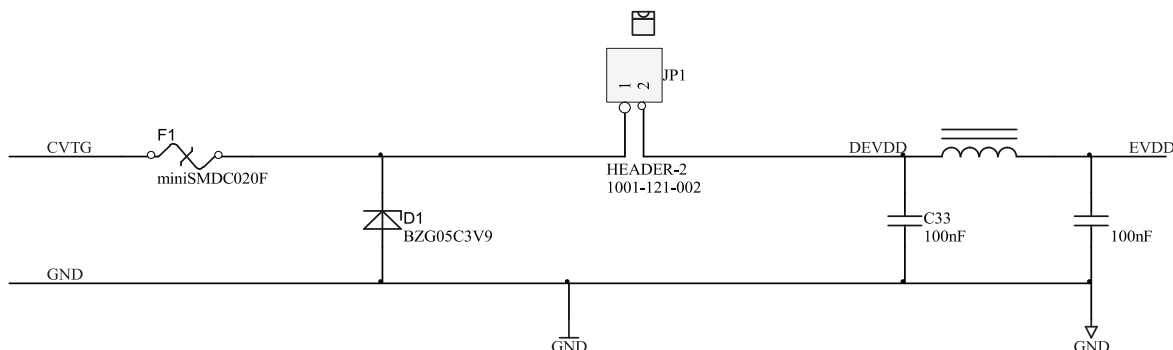 JP1
1
2
F1
CVTG
DEVDD
EVDD
miniSMDC020F
HEADER-2
1001-121-002
D1
C33
BZG05C3V9
100nF
100nF
GND
GND
GND